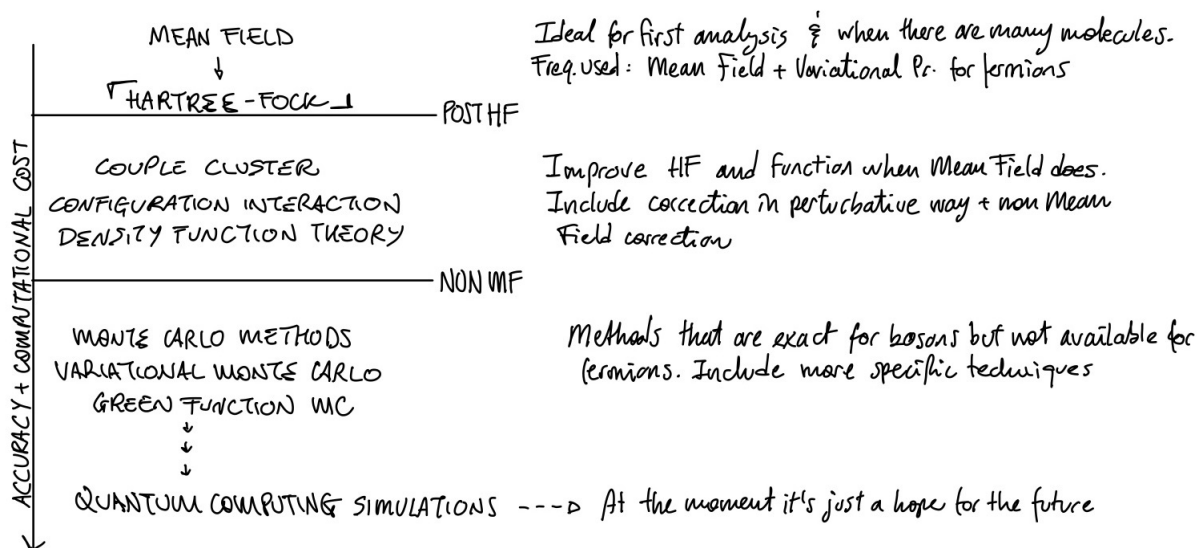 MEAN FIELD
Ideal for first analysis & when there are many molecules.
Freq. used: Mean Field + Variational Pr. for fermions
HARTREE-FOCK
POST HF
COUPLE CLUSTER
CONFIGURATION INTERACTION
DENSITY FUNCTION THEORY
Improve HF and function when Mean Field does.
Include correction in perturbative way + non Mean
Field correction
NON MF
MONTE CARLO METHODS
VARIATIONAL MONTE CARLO
GREEN FUNCTION MC
Methods that are exact for bosons but not available for
fermions. Include more specific techniques
QUANTUM COMPUTING SIMULATIONS
At the moment it's just a hope for the future
ACCURACY + COMPUTATIONAL COST